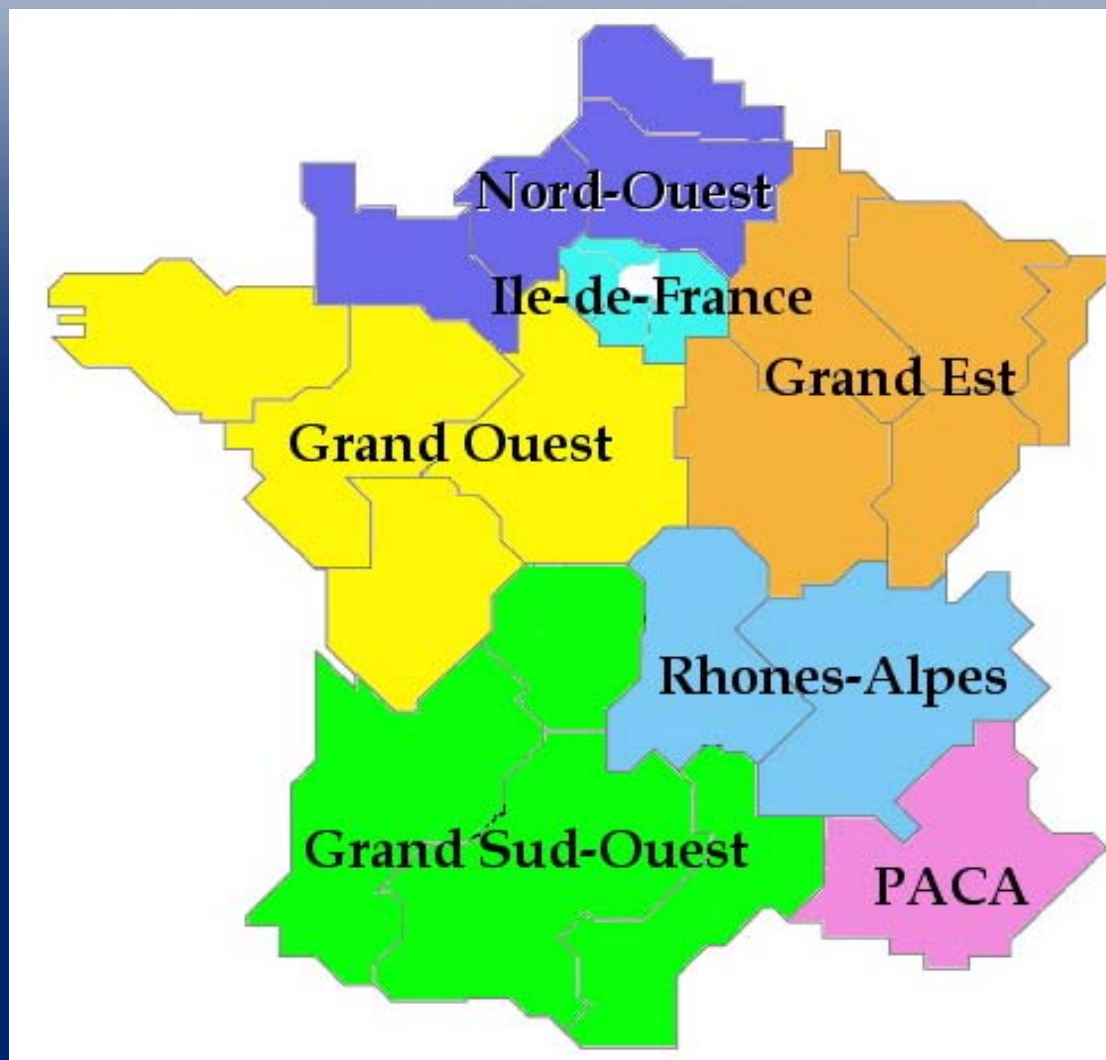 Nord-Ouest
Ile-de-France
Grand Est
Grand Ouest
Rhones-Alpes
Grand Sud-Ouest
PACA